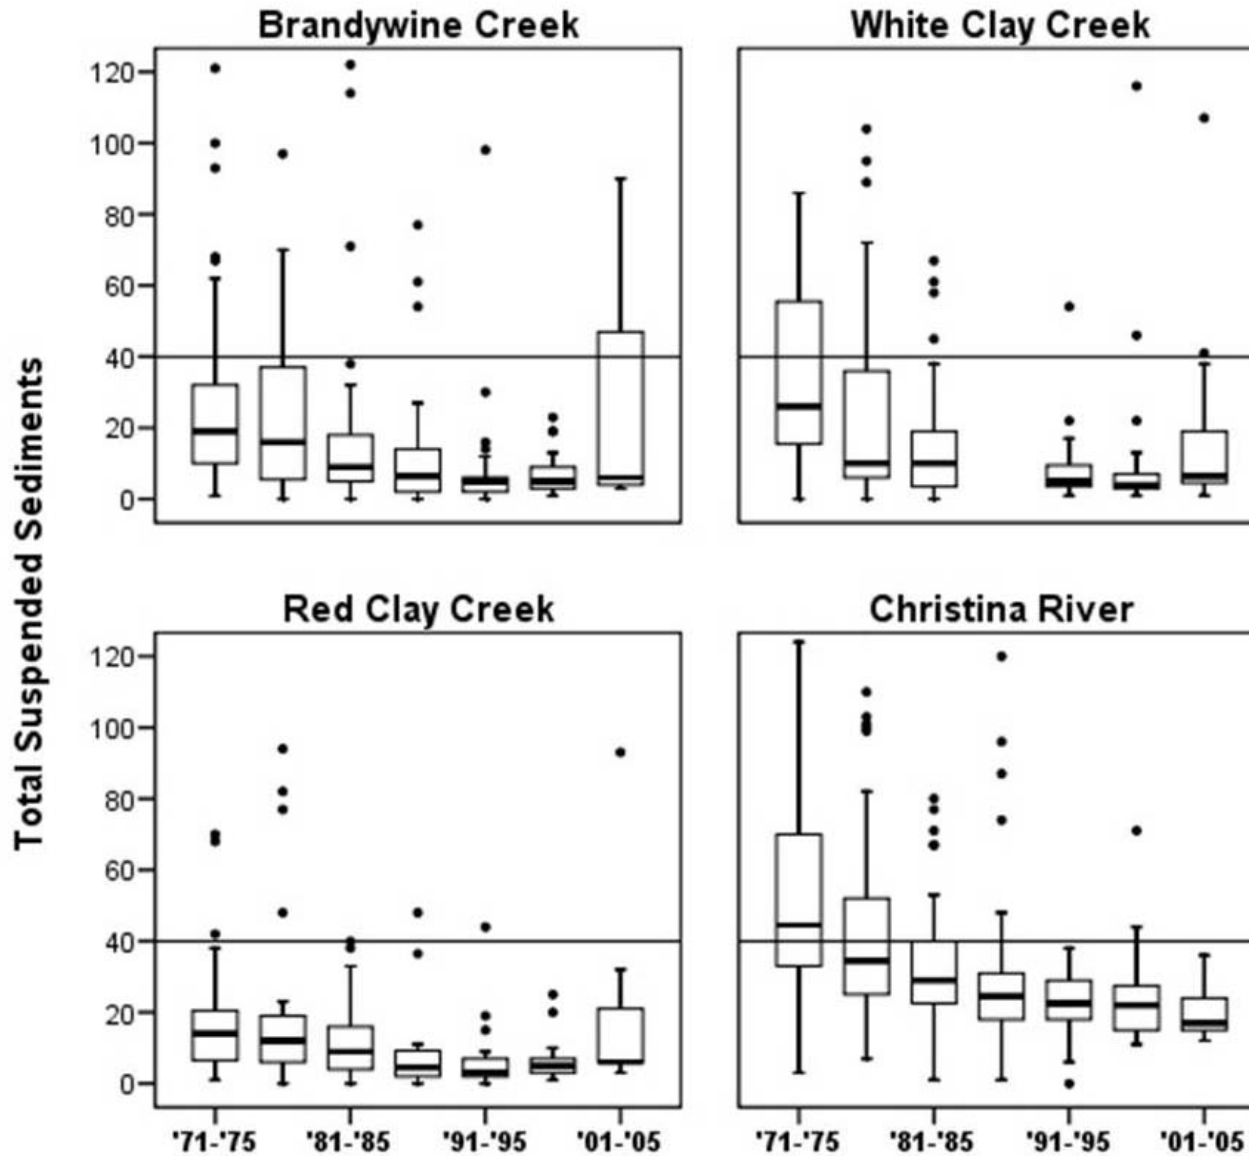 Brandywine Creek
White Clay Creek
120
100
80
60
40
20
0
Total Suspended Sediments
Red Clay Creek
Christina River
120
100
80
60
40
20
0
'71-'75 '81-'85 '91-'95 '01-'05
'71-'75 '81-'85 '91-'95 '01-'05